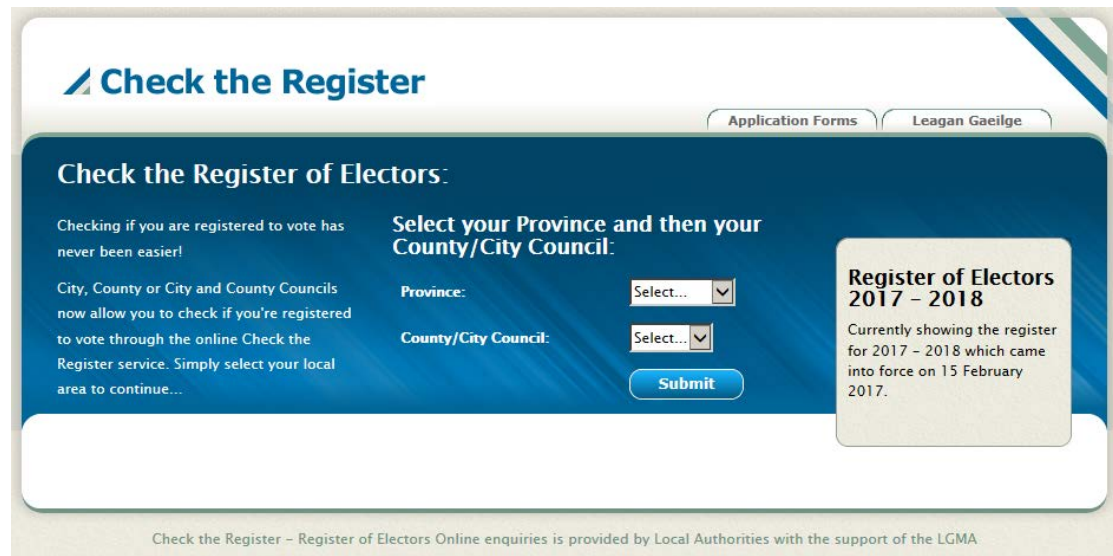 Check the Register
Application Forms
Leagan Gaeilge
Check the Register of Electors:
Checking if you are registered to vote has
never been easier!
City, County or City and County Councils
now allow you to check if you're registered
to vote through the online Check the
Register service. Simply select your local
area to continue...
Select your Province and then your
County/City Council:
Province:
Select...
County/City Council:
Select...
Submit
Register of Electors
2017 – 2018
Currently showing the register
for 2017 – 2018 which came
into force on 15 February
2017.
Check the Register – Register of Electors Online enquiries is provided by Local Authorities with the support of the LGMA